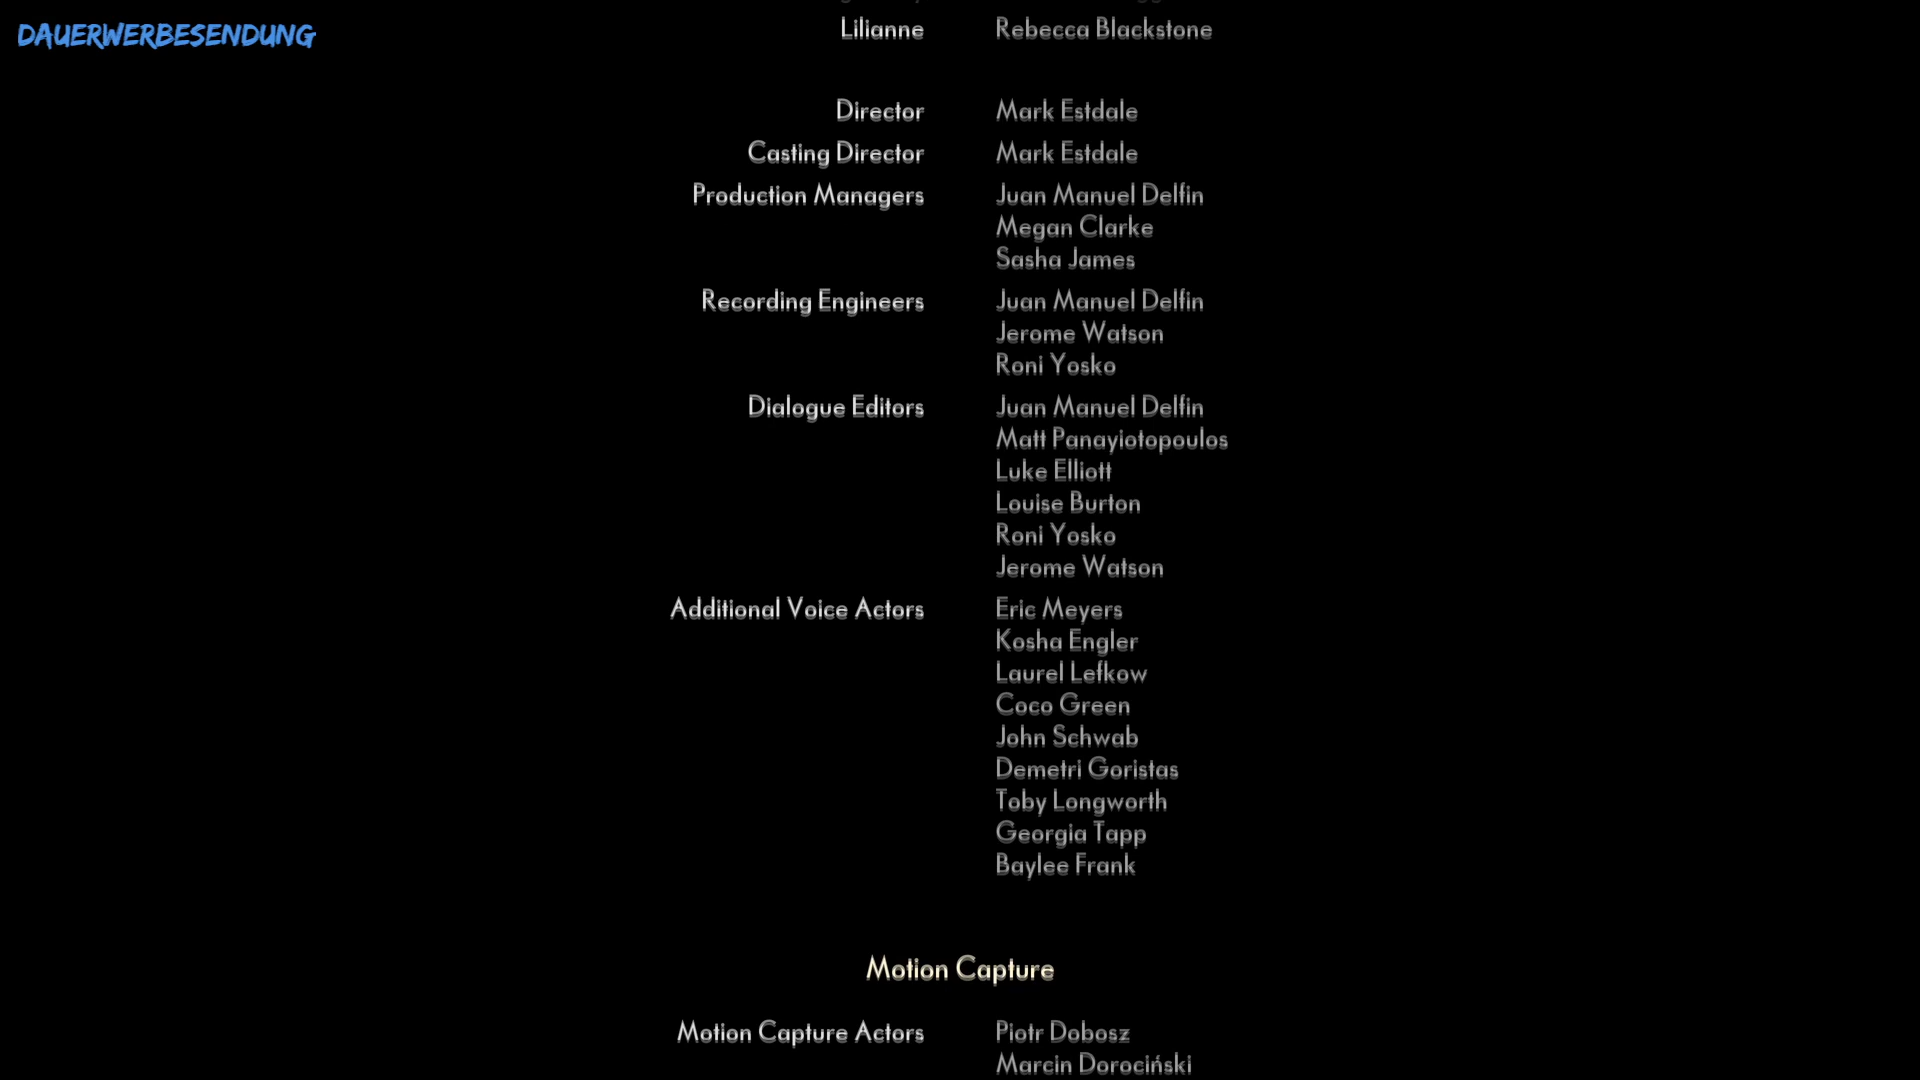 DAUERWERBESENDUNG
Lilianne Rebecca Blackstone
Director Mark Estdale
Casting Director Mark Estdale
Production Managers Juan Manuel Delfin
Megan Clarke
Sasha James
Recording Engineers Juan Manuel Delfin
Jerome Watson
Roni Yosko
Dialogue Editors Juan Manuel Delfin
Matt Panayiotopoulos
Luke Elliott
Louise Burton
Roni Yosko
Jerome Watson
Additional Voice Actors Eric Meyers
Kosha Engler
Laurel Lefkow
Coco Green
John Schwab
Demetri Goristas
Toby Longworth
Georgia Tapp
Baylee Frank
Motion Capture
Motion Capture Actors Piotr Dobosz
Marcin Dorociński